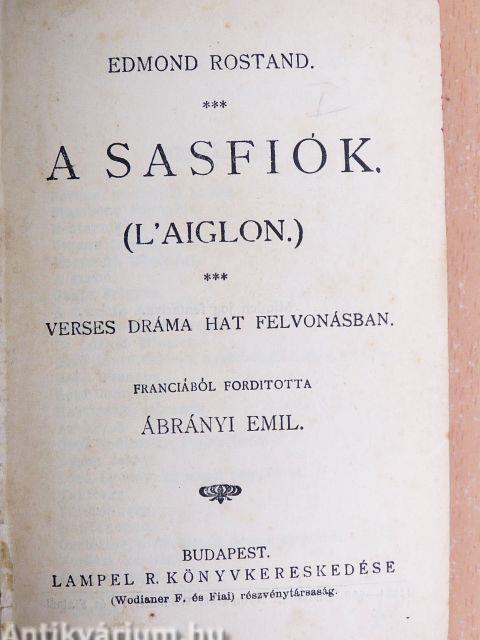 EDMOND ROSTAND.
***
A SASFIÓK.
(L'AIGLON.)
***
VERSES DRÁMA HAT FELVONÁSBAN.
FRANCIÁBÓL FORDITOTTA
ÁBRÁNYI EMIL.
BUDAPEST.
LAMPEL R. KÖNYVKERESKEDÉSE
(Wodianer F. és Fiai) részvénytársaság.
Antikvárium.hu